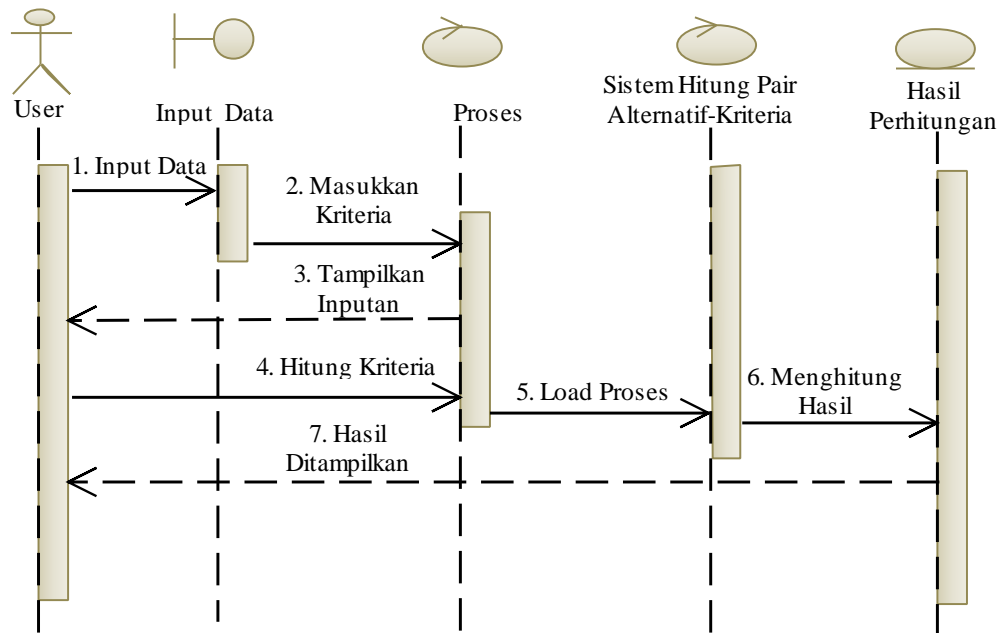 User
Input Data
Proses
Sistem Hitung Pair
Alternatif-Kriteria
Hasil
Perhitungan
1. Input Data
2. Masukkan
Kriteria
3. Tampilkan
Inputan
4. Hitung Kriteria
5. Load Proses
6. Menghitung
Hasil
7. Hasil
Ditampilkan